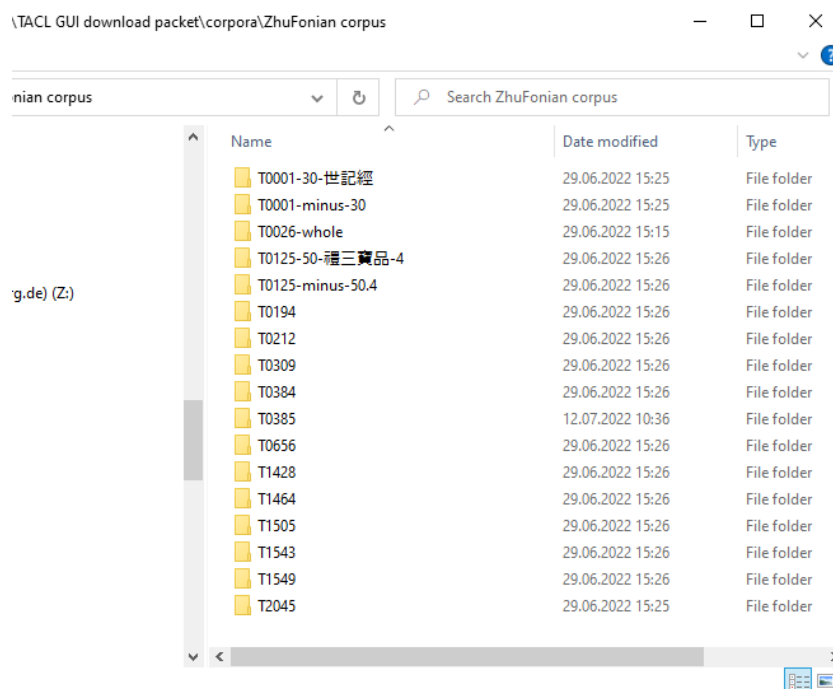 \TACL GUI download packet\corpora\ZhuFonian corpus
nian corpus
Search ZhuFonian corpus
Name Date modified Type
T0001-30-世記經 29.06.2022 15:25 File folder
T0001-minus-30 29.06.2022 15:25 File folder
T0026-whole 29.06.2022 15:15 File folder
T0125-50-禮三寶品-4 29.06.2022 15:26 File folder
T0125-minus-50.4 29.06.2022 15:26 File folder
rg.de) (Z:)
T0194 29.06.2022 15:26 File folder
T0212 29.06.2022 15:26 File folder
T0309 29.06.2022 15:26 File folder
T0384 29.06.2022 15:26 File folder
T0385 12.07.2022 10:36 File folder
T0656 29.06.2022 15:26 File folder
T1428 29.06.2022 15:26 File folder
T1464 29.06.2022 15:26 File folder
T1505 29.06.2022 15:26 File folder
T1543 29.06.2022 15:26 File folder
T1549 29.06.2022 15:26 File folder
T2045 29.06.2022 15:25 File folder